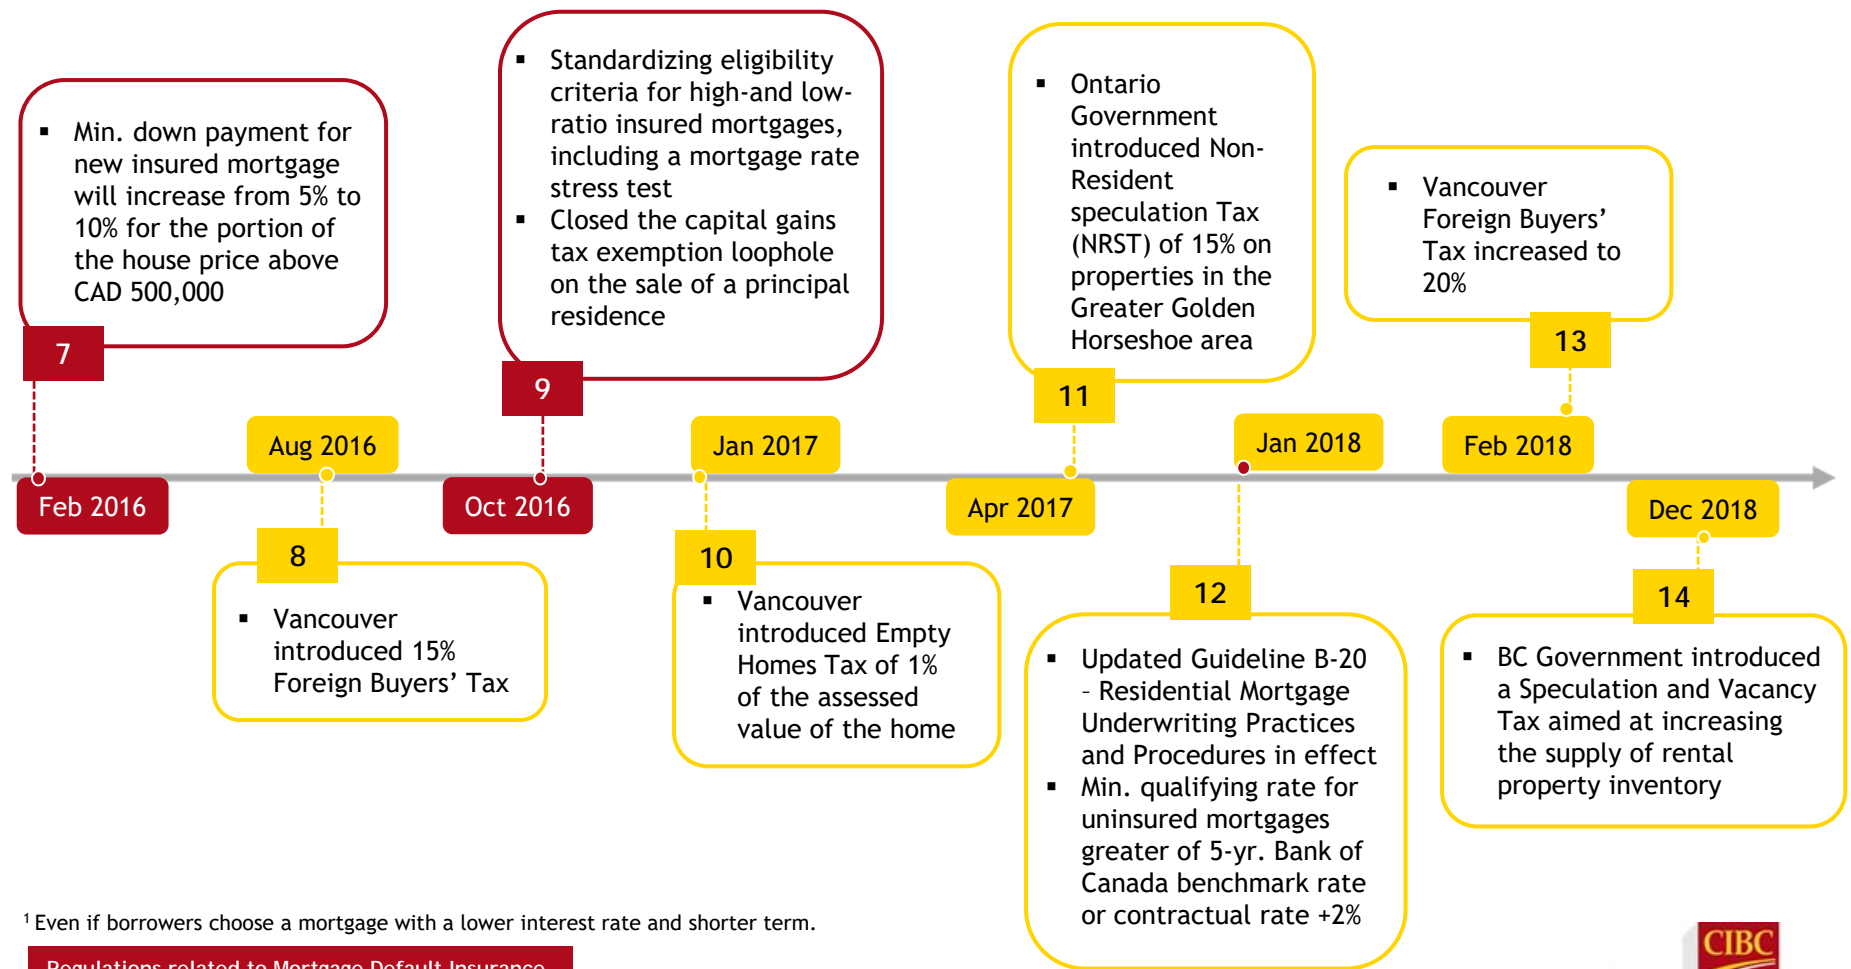 ▪ Min. down payment for
new insured mortgage
will increase from 5% to
10% for the portion of
the house price above
CAD 500,000
7
Feb 2016
Aug 2016
8
▪ Vancouver
introduced 15%
Foreign Buyers’ Tax
▪ Standardizing eligibility
criteria for high-and low-
ratio insured mortgages,
including a mortgage rate
stress test
▪ Closed the capital gains
tax exemption loophole
on the sale of a principal
residence
9
Oct 2016
Jan 2017
10
▪ Vancouver
introduced Empty
Homes Tax of 1%
of the assessed
value of the home
▪ Ontario
Government
introduced Non-
Resident
speculation Tax
(NRST) of 15% on
properties in the
Greater Golden
Horseshoe area
11
Apr 2017
Jan 2018
12
▪ Updated Guideline B-20
– Residential Mortgage
Underwriting Practices
and Procedures in effect
▪ Min. qualifying rate for
uninsured mortgages
greater of 5-yr. Bank of
Canada benchmark rate
or contractual rate +2%
▪ Vancouver
Foreign Buyers’
Tax increased to
20%
13
Feb 2018
Dec 2018
14
▪ BC Government introduced
a Speculation and Vacancy
Tax aimed at increasing
the supply of rental
property inventory
1 Even if borrowers choose a mortgage with a lower interest rate and shorter term.
Regulations related to Mortgage Default Insurance
CIBC